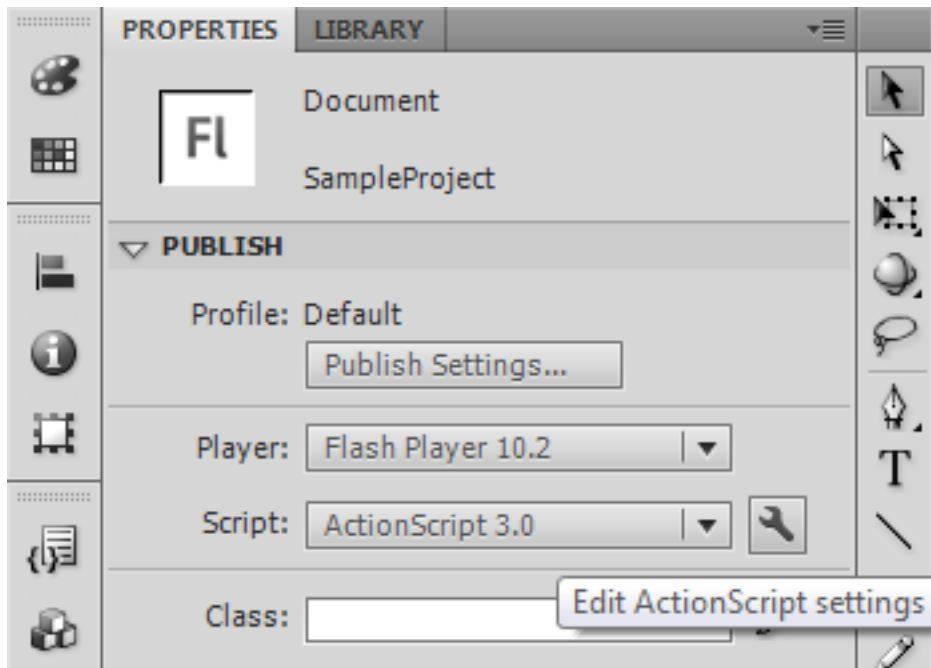 PROPERTIES LIBRARY
Fl
Document
SampleProject
PUBLISH
Profile: Default
Publish Settings...
Player: Flash Player 10.2
Script: ActionScript 3.0
Class:
Edit ActionScript settings
T